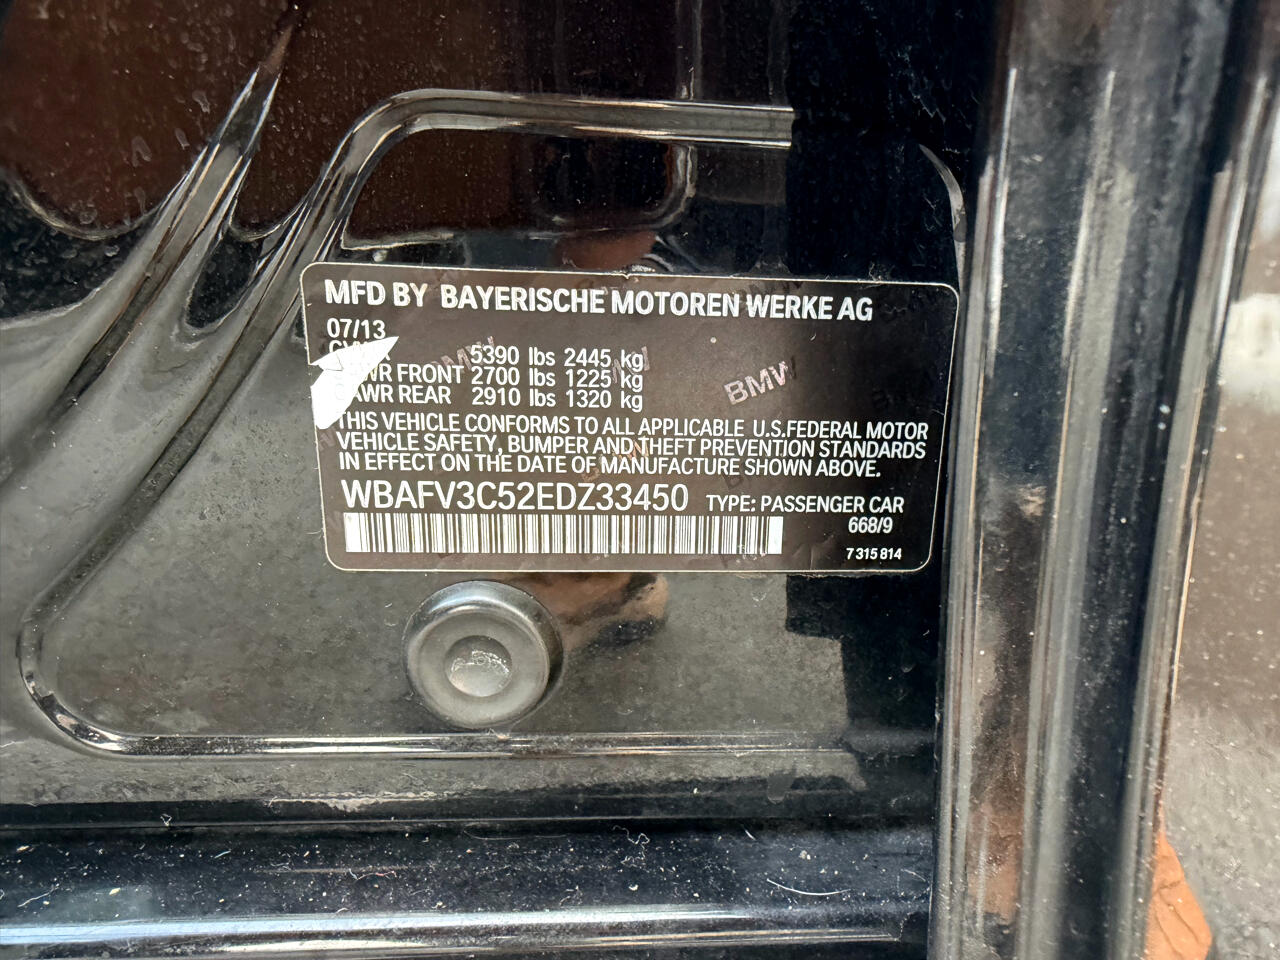 MFD BY BAYERISCHE MOTOREN WERKE AG
07/13
5390 lbs 2445 kg
FRONT 2700 lbs 1225 kg
GAWR REAR 2910 lbs 1320 kg
THIS VEHICLE CONFORMS TO ALL APPLICABLE U.S.FEDERAL MOTOR
VEHICLE SAFETY, BUMPER AND THEFT PREVENTION STANDARDS
IN EFFECT ON THE DATE OF MANUFACTURE SHOWN ABOVE.
WBAFV3C52EDZ33450 TYPE: PASSENGER CAR
668/9
7 315 814
BMW